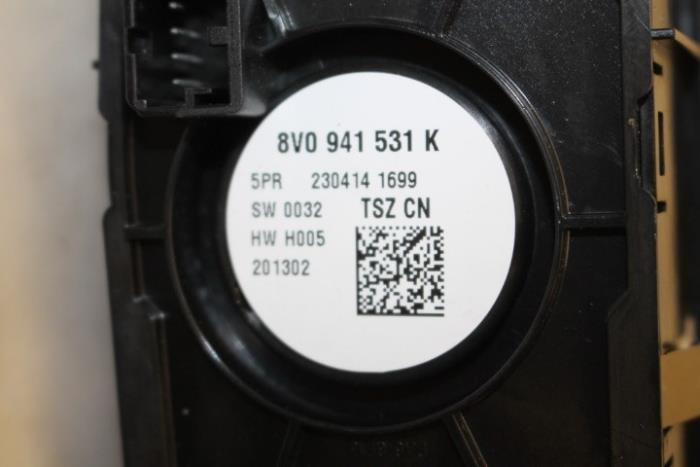 8V0 941 531 K
5PR 230414 1699
SW 0032 TSZ CN
HW H005
201302